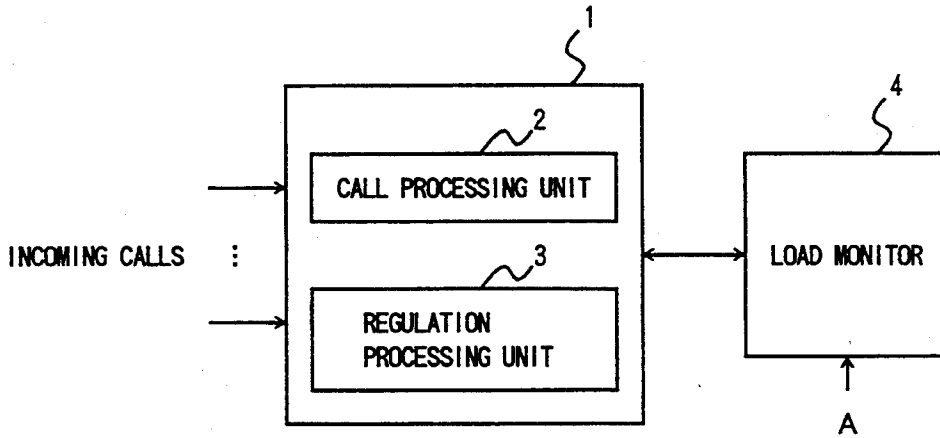 1
4
2
CALL PROCESSING UNIT
INCOMING CALLS
LOAD MONITOR
3
REGULATION
PROCESSING UNIT
A